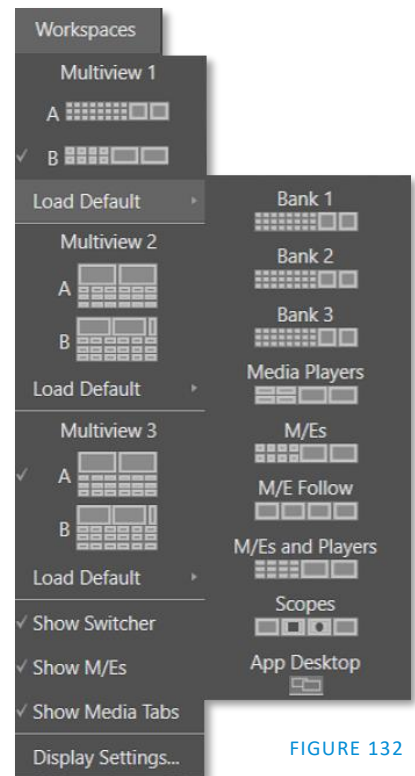 Workspaces
Multiview 1
A
✓ B
Load Default
Multiview 2
A
B
Load Default
Multiview 3
✓ A
B
Load Default
✓ Show Switcher
✓ Show M/Es
✓ Show Media Tabs
Display Settings...
Bank 1
Bank 2
Bank 3
Media Players
M/Es
M/E Follow
M/Es and Players
Scopes
App Desktop
FIGURE 132